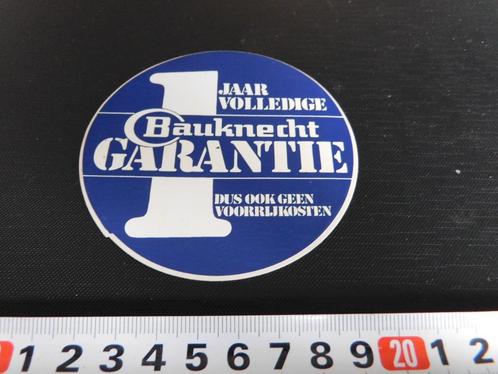 1 JAAR
VOLLEDIGE
Bauknecht
GARANTIE
DUS OOK GEEN
VOORRIJKOSTEN
1 2 3 4 5 6 7 8 9 20 1 2